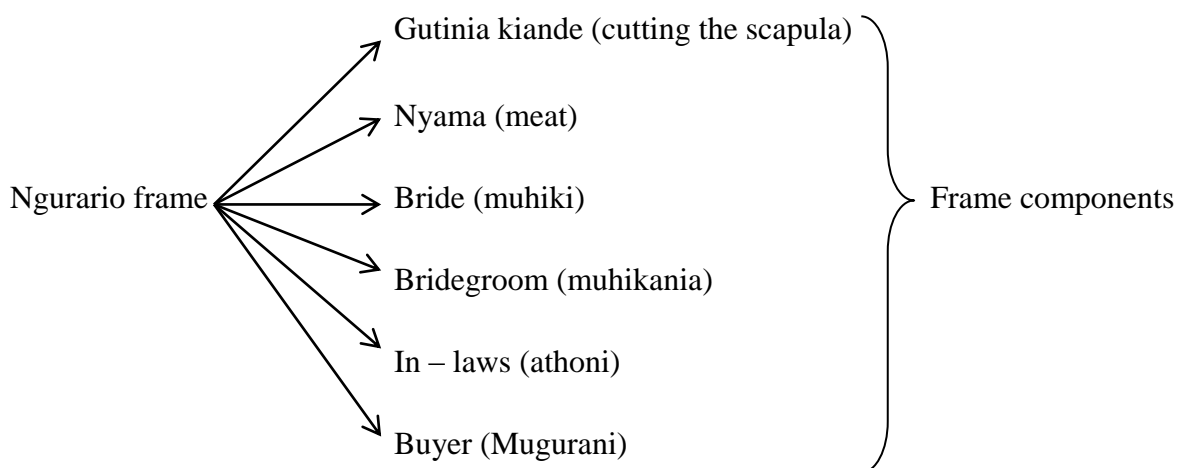 Gutinia kiande (cutting the scapula)
Nyama (meat)
Ngurario frame
Bride (muhiki)
Frame components
Bridegroom (muhikania)
In – laws (athoni)
Buyer (Mugurani)